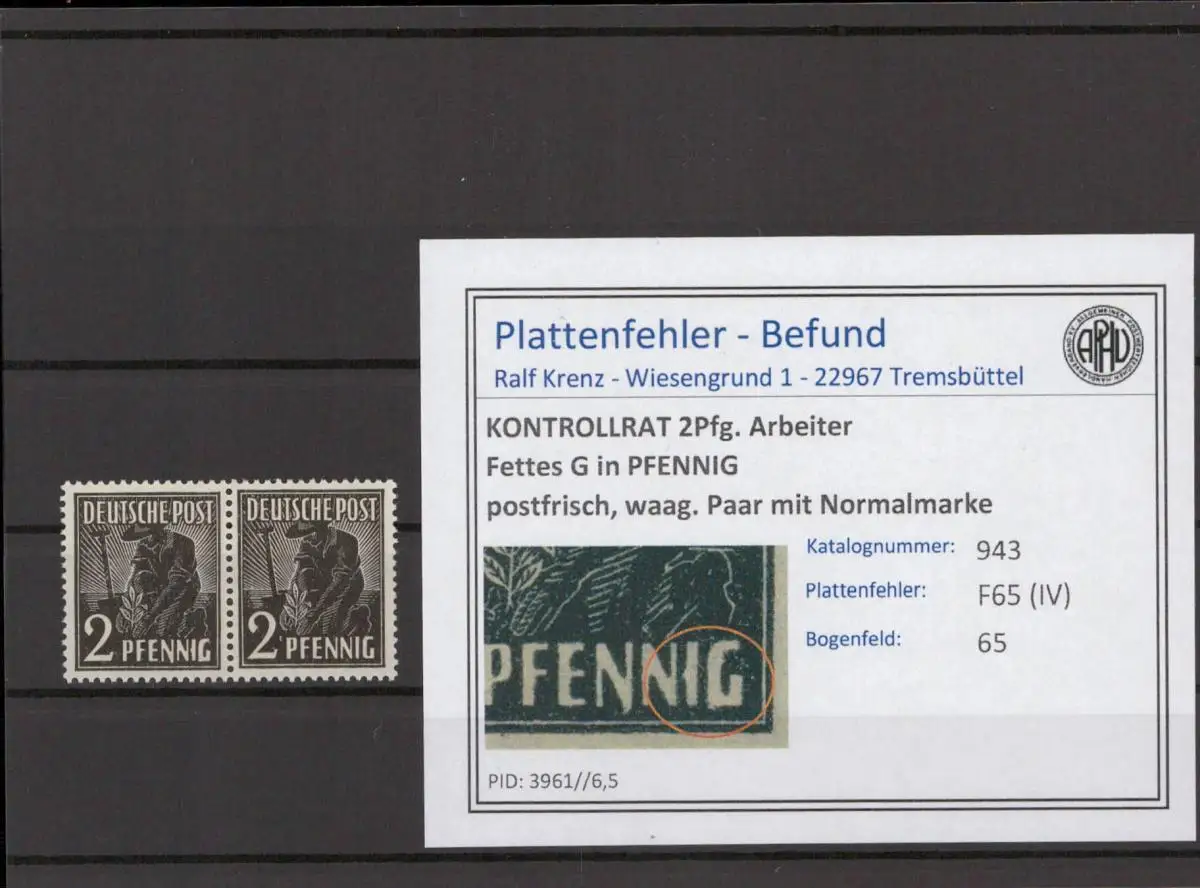 DEUTSCHE POST
2 PFENNIG
DEUTSCHE POST
2 PFENNIG
Plattenfehler - Befund
Ralf Krenz - Wiesengrund 1 - 22967 Tremsbüttel
APHV
KONTROLLRAT 2Pfg. Arbeiter
Fettes G in PFENNIG
postfrisch, waag. Paar mit Normalmarke
PFENNIG
Katalognummer: 943
Plattenfehler: F65 (IV)
Bogenfeld: 65
PID: 3961//6,5